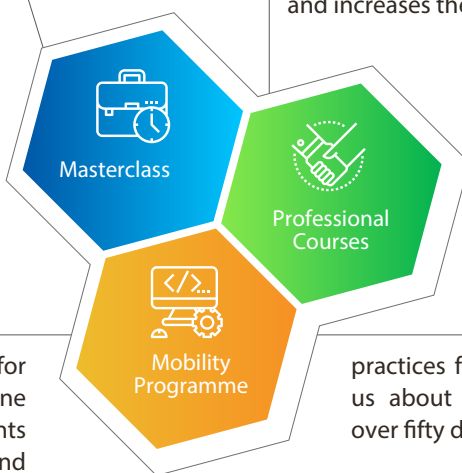 and increases the
Masterclass
Professional
Courses
</>...
Mobility
Programme
for
ne
nts
nd
practices f
us about
over fifty d